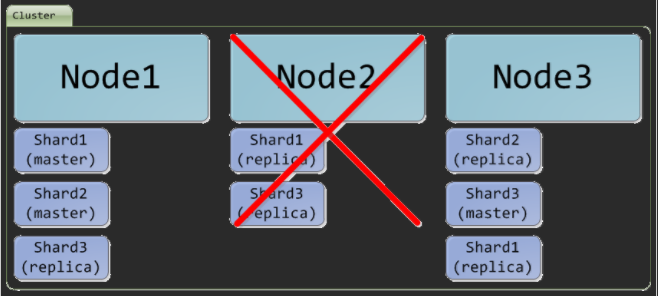 Cluster
Node1
Node2
Node3
Shard1
(master)
Shard2
(master)
Shard3
(replica)
Shard1
(replica)
Shard3
(replica)
Shard2
(replica)
Shard3
(master)
Shard1
(replica)